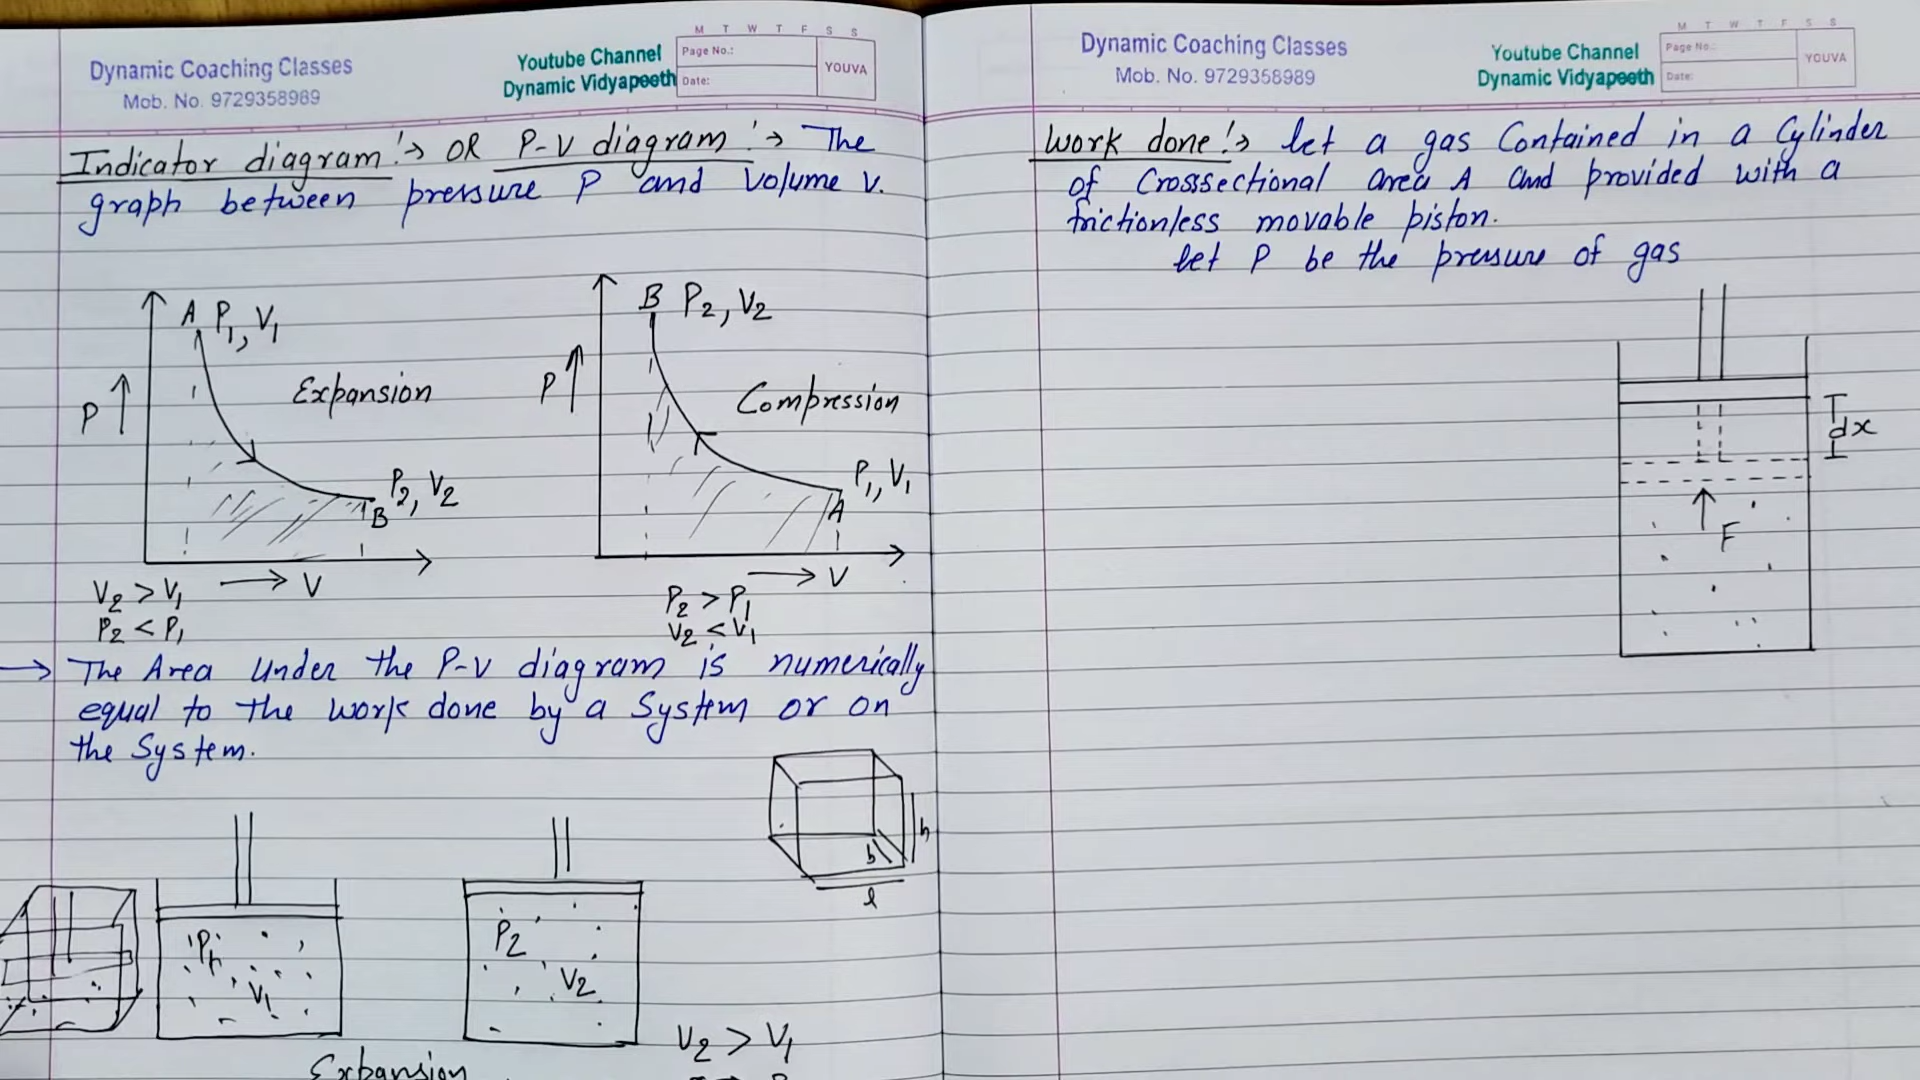 Dynamic Coaching Classes
Mob. No. 9729358989
Youtube Channel
Dynamic Vidyapeeth
M T W T F S S
Page No.:
Date:
YOUVA
Indicator diagram :→ OR P-V diagram :→ The
graph between pressure P and Volume V.
A P1, V1
Expansion
P
P2, V2
B
V
V2 > V1
P2 < P1
B P2, V2
Compression
P
P1, V1
A
V
P2 > P1
V2 < V1
→ The Area Under the P-V diagram is numerically
equal to the work done by a System or on
the System.
h
b
l
P1
V1
P2
V2
V2 > V1
Expansion
Dynamic Coaching Classes
Mob. No. 9729358989
Youtube Channel
Dynamic Vidyapeeth
M T W T F S S
Page No.:
Date:
YOUVA
Work done :→ let a gas Contained in a Cylinder
of Crosssectional area A and provided with a
frictionless movable piston.
let P be the pressure of gas
dx
F